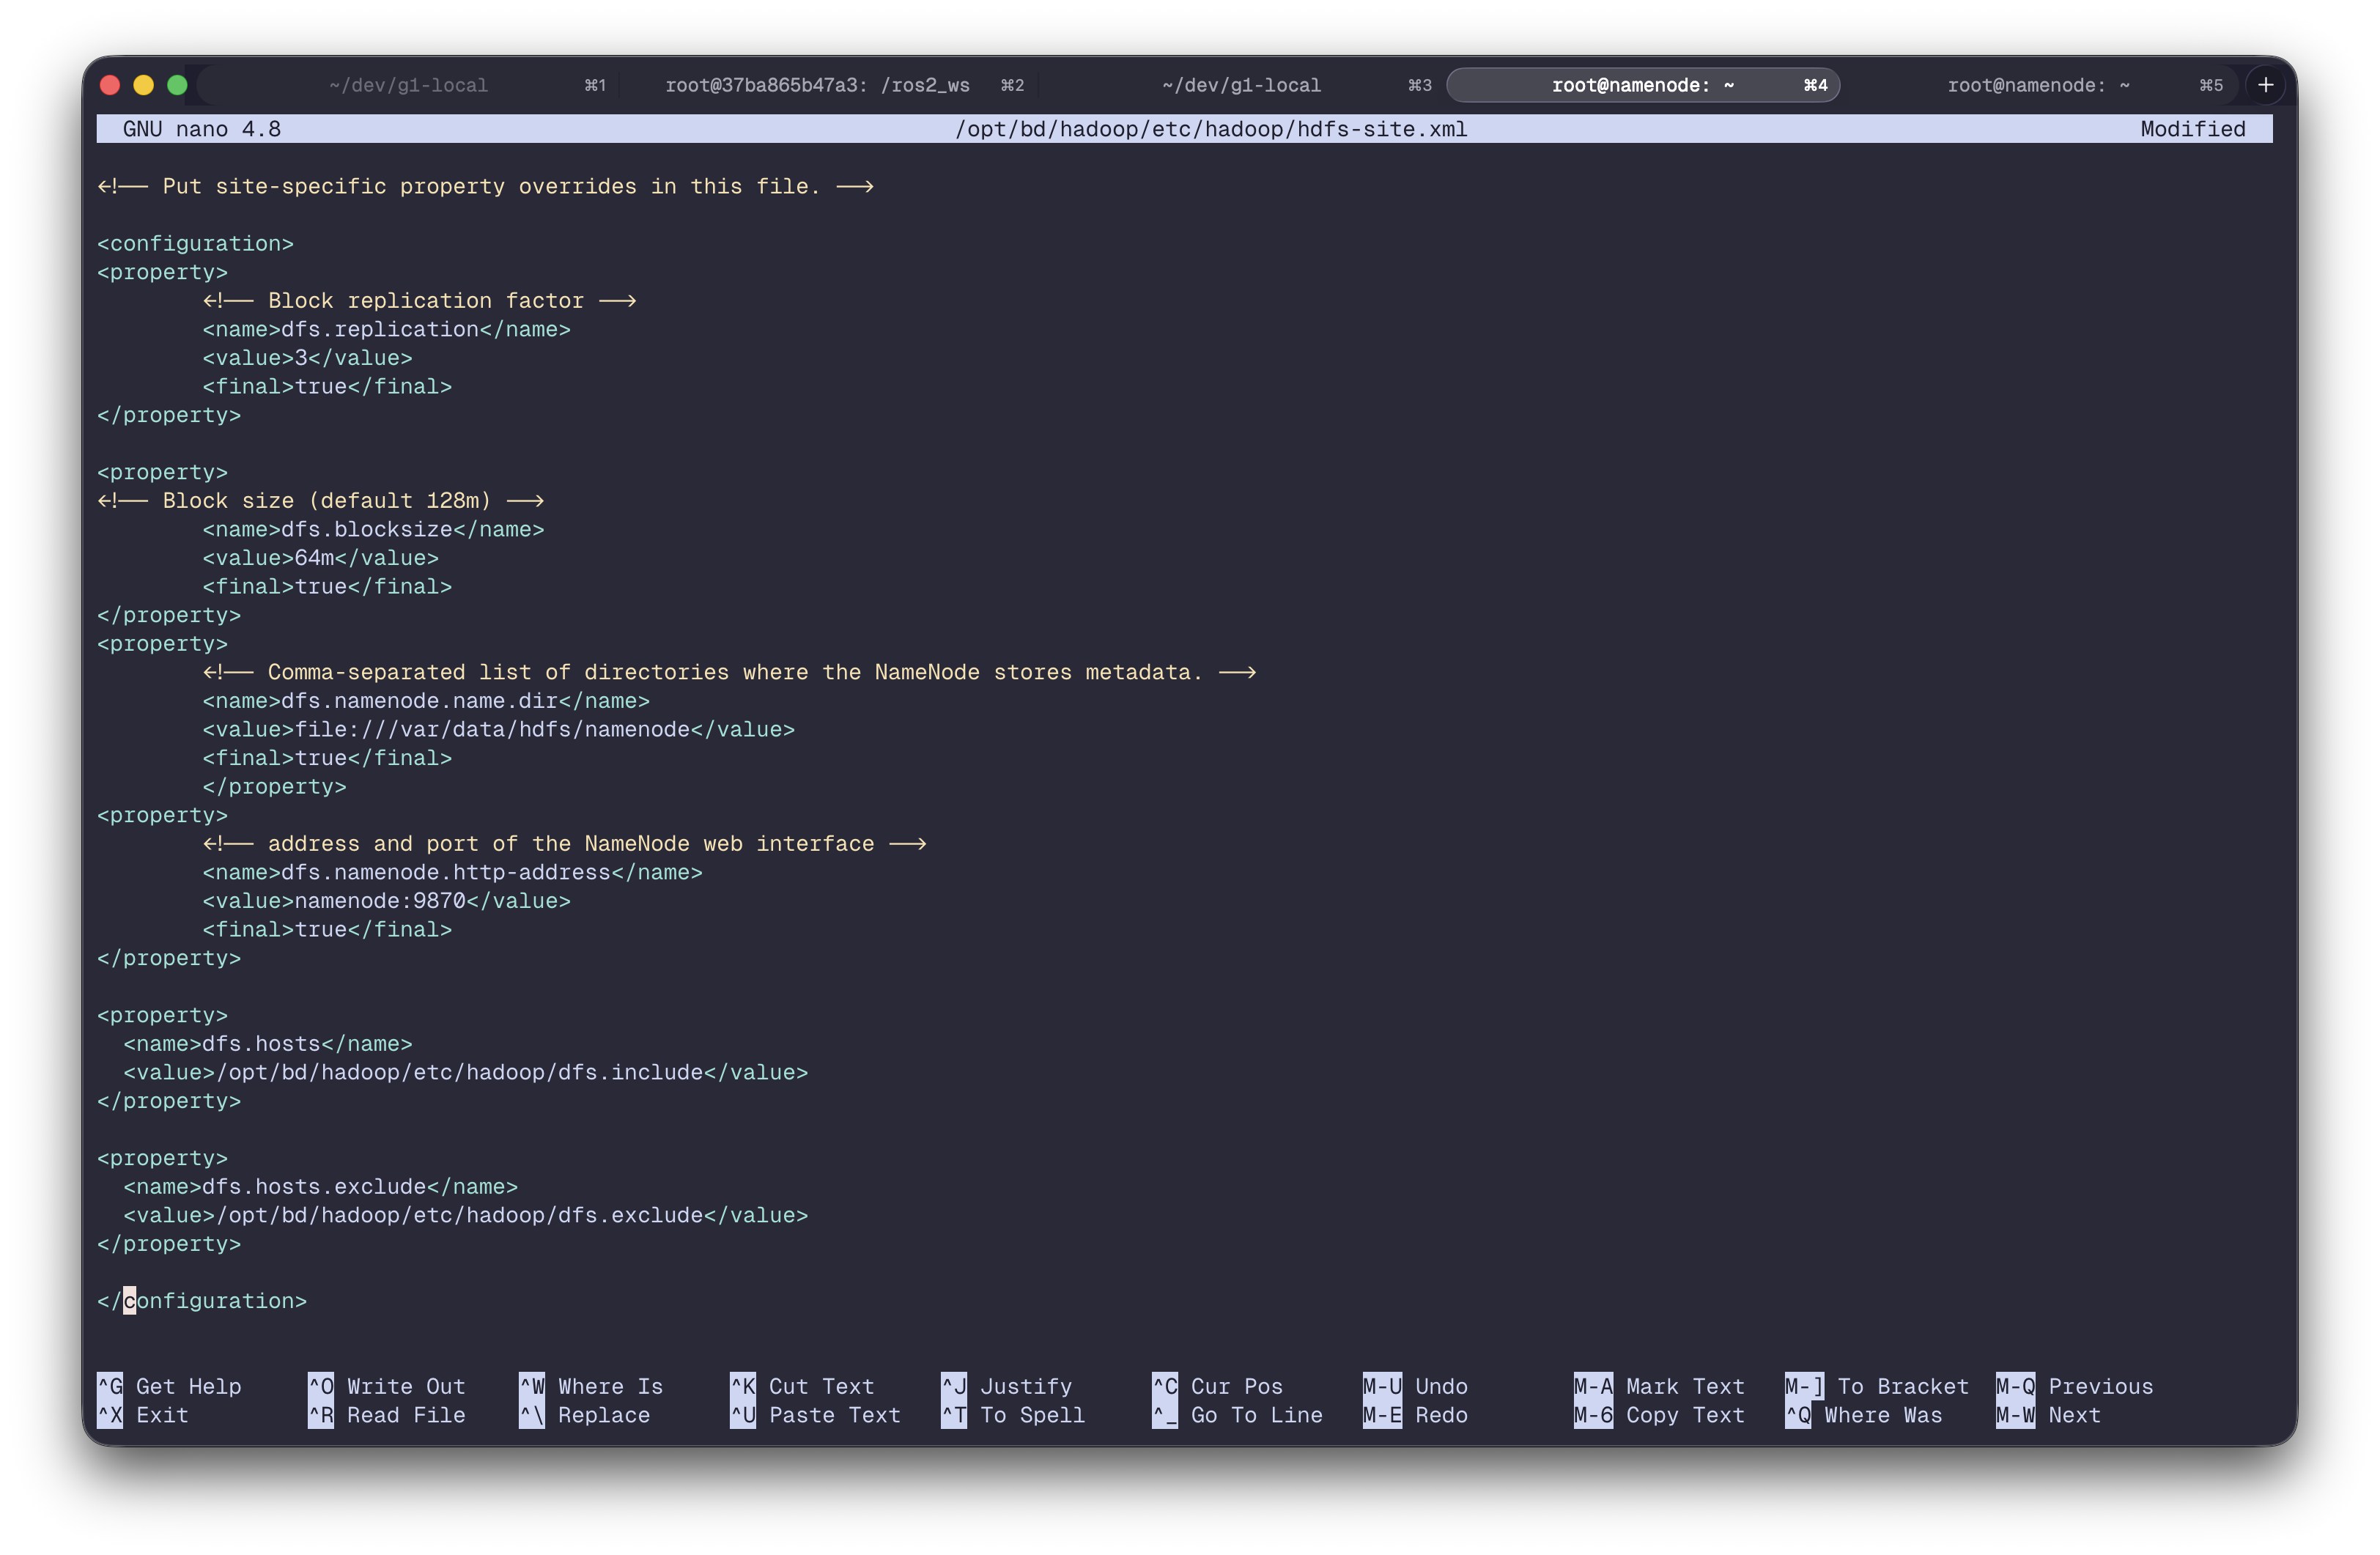 ~/dev/g1-local ⌘1 root@37ba865b47a3: /ros2_ws ⌘2 ~/dev/g1-local ⌘3 root@namenode: ~ ⌘4 root@namenode: ~ ⌘5 +
GNU nano 4.8 /opt/bd/hadoop/etc/hadoop/hdfs-site.xml Modified
<!-- Put site-specific property overrides in this file. -->
<configuration>
<property>
<!-- Block replication factor -->
<name>dfs.replication</name>
<value>3</value>
<final>true</final>
</property>
<property>
<!-- Block size (default 128m) -->
<name>dfs.blocksize</name>
<value>64m</value>
<final>true</final>
</property>
<property>
<!-- Comma-separated list of directories where the NameNode stores metadata. -->
<name>dfs.namenode.name.dir</name>
<value>file:///var/data/hdfs/namenode</value>
<final>true</final>
</property>
<property>
<!-- address and port of the NameNode web interface -->
<name>dfs.namenode.http-address</name>
<value>namenode:9870</value>
<final>true</final>
</property>
<property>
<name>dfs.hosts</name>
<value>/opt/bd/hadoop/etc/hadoop/dfs.include</value>
</property>
<property>
<name>dfs.hosts.exclude</name>
<value>/opt/bd/hadoop/etc/hadoop/dfs.exclude</value>
</property>
</configuration>
^G Get Help ^O Write Out ^W Where Is ^K Cut Text ^J Justify ^C Cur Pos M-U Undo M-A Mark Text M-] To Bracket M-Q Previous
^X Exit ^R Read File ^\ Replace ^U Paste Text ^T To Spell ^_ Go To Line M-E Redo M-6 Copy Text ^Q Where Was M-W Next